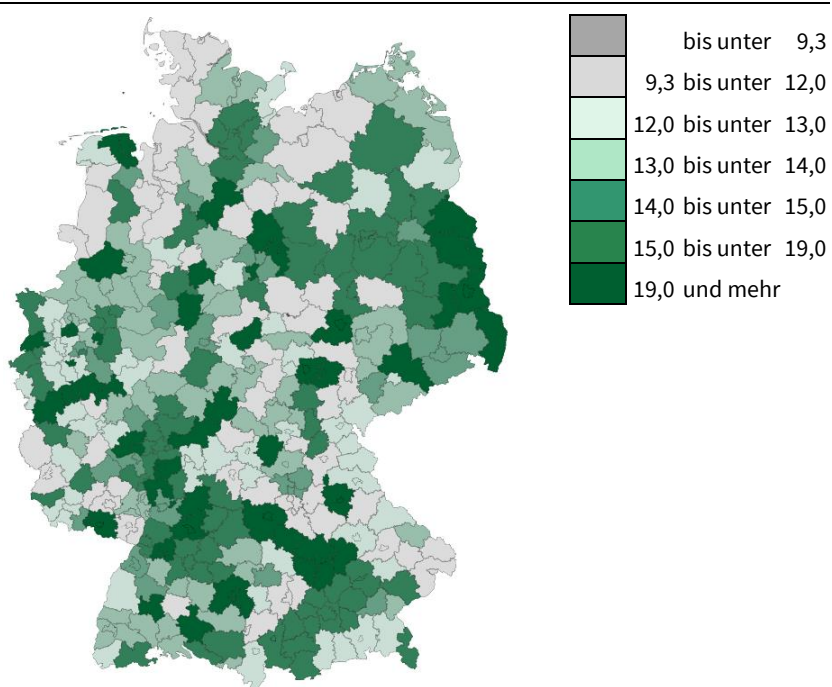 bis unter 9,3
9,3 bis unter 12,0
12,0 bis unter 13,0
13,0 bis unter 14,0
14,0 bis unter 15,0
15,0 bis unter 19,0
19,0 und mehr